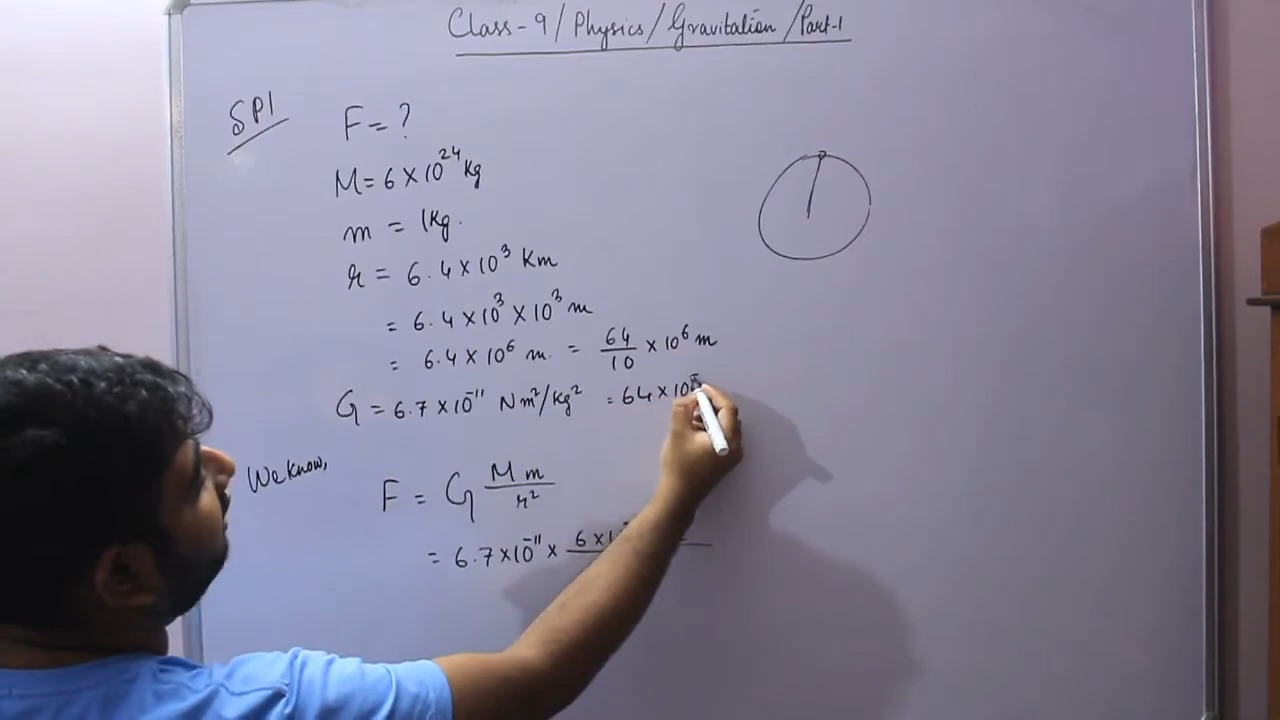 Class-9/Physics/Gravitation/Part-1
SP1
F = ?
M = 6 × 10²⁴ Kg
m = 1Kg.
r = 6.4 × 10³ Km
= 6.4 × 10³ × 10³ m
= 6.4 × 10⁶ m. = 64/10 × 10⁶ m
G = 6.7 × 10⁻¹¹ Nm²/Kg² = 64 × 10⁵
We know,
F = G Mm/r²
= 6.7 × 10⁻¹¹ × 6 × 1